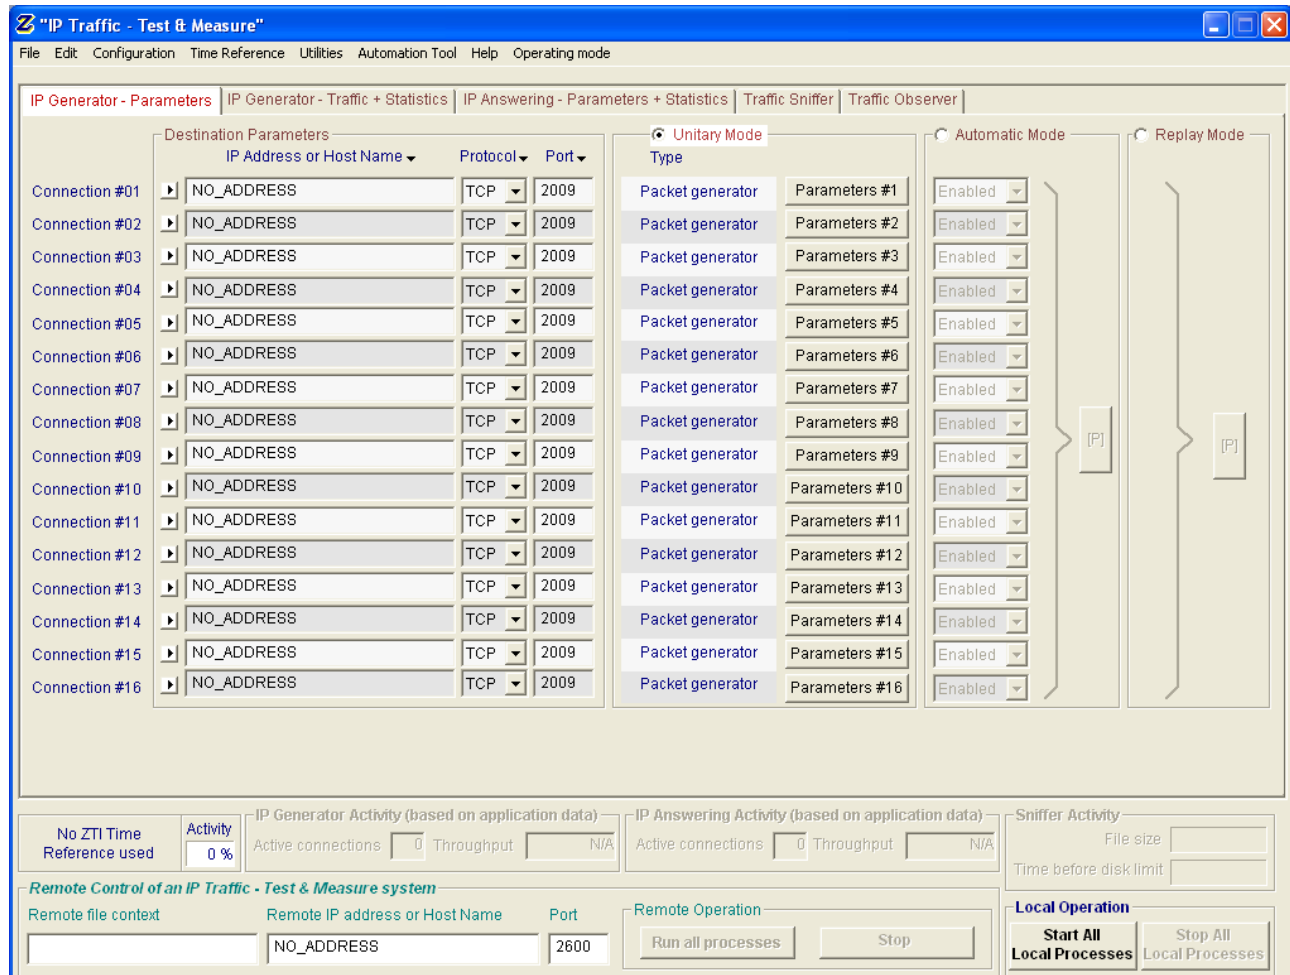 "IP Traffic - Test & Measure"
File Edit Configuration Time Reference Utilities Automation Tool Help Operating mode
IP Generator - Parameters IP Generator - Traffic + Statistics IP Answering - Parameters + Statistics Traffic Sniffer Traffic Observer
Destination Parameters Unitary Mode Automatic Mode Replay Mode
IP Address or Host Name Protocol Port Type
Connection #01 NO_ADDRESS TCP 2009 Packet generator Parameters #1 Enabled
Connection #02 NO_ADDRESS TCP 2009 Packet generator Parameters #2 Enabled
Connection #03 NO_ADDRESS TCP 2009 Packet generator Parameters #3 Enabled
Connection #04 NO_ADDRESS TCP 2009 Packet generator Parameters #4 Enabled
Connection #05 NO_ADDRESS TCP 2009 Packet generator Parameters #5 Enabled
Connection #06 NO_ADDRESS TCP 2009 Packet generator Parameters #6 Enabled
Connection #07 NO_ADDRESS TCP 2009 Packet generator Parameters #7 Enabled
Connection #08 NO_ADDRESS TCP 2009 Packet generator Parameters #8 Enabled
[P] [P]
Connection #09 NO_ADDRESS TCP 2009 Packet generator Parameters #9 Enabled
Connection #10 NO_ADDRESS TCP 2009 Packet generator Parameters #10 Enabled
Connection #11 NO_ADDRESS TCP 2009 Packet generator Parameters #11 Enabled
Connection #12 NO_ADDRESS TCP 2009 Packet generator Parameters #12 Enabled
Connection #13 NO_ADDRESS TCP 2009 Packet generator Parameters #13 Enabled
Connection #14 NO_ADDRESS TCP 2009 Packet generator Parameters #14 Enabled
Connection #15 NO_ADDRESS TCP 2009 Packet generator Parameters #15 Enabled
Connection #16 NO_ADDRESS TCP 2009 Packet generator Parameters #16 Enabled
No ZTI Time
Reference used
Activity
0 %
IP Generator Activity (based on application data)
Active connections 0 Throughput N/A
IP Answering Activity (based on application data)
Active connections 0 Throughput N/A
Sniffer Activity
File size
Time before disk limit
Remote Control of an IP Traffic - Test & Measure system
Remote file context Remote IP address or Host Name Port
NO_ADDRESS 2600
Remote Operation
Run all processes Stop
Local Operation
Start All
Local Processes
Stop All
Local Processes